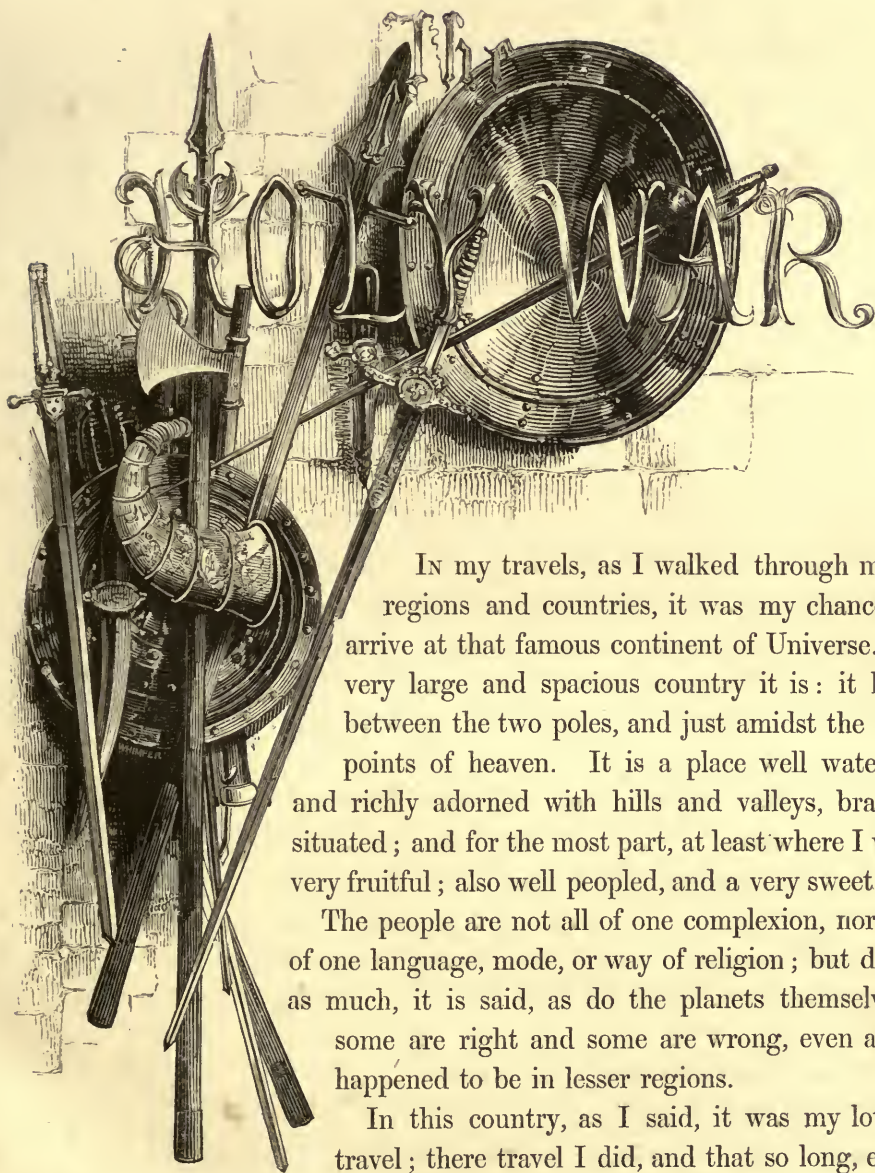 The
HOLY WAR
IN my travels, as I walked through m
regions and countries, it was my chance
arrive at that famous continent of Universe.
very large and spacious country it is : it l
between the two poles, and just amidst the
points of heaven. It is a place well wate
and richly adorned with hills and valleys, bra
situated ; and for the most part, at least where I
very fruitful ; also well peopled, and a very sweet
The people are not all of one complexion, nor
of one language, mode, or way of religion ; but d
as much, it is said, as do the planets themselv
some are right and some are wrong, even a
happened to be in lesser regions.
In this country, as I said, it was my lo
travel ; there travel I did, and that so long, e